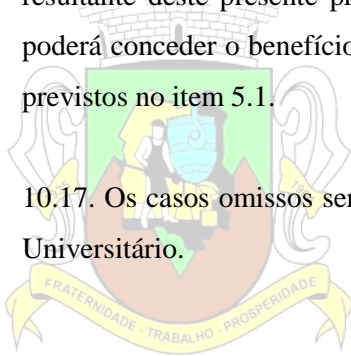 resultante deste presente
poderá conceder o benefício
previstos no item 5.1.
10.17. Os casos omissos
Universitário.
FRATERNIDADE - TRABALHO - PROSPERIDADE